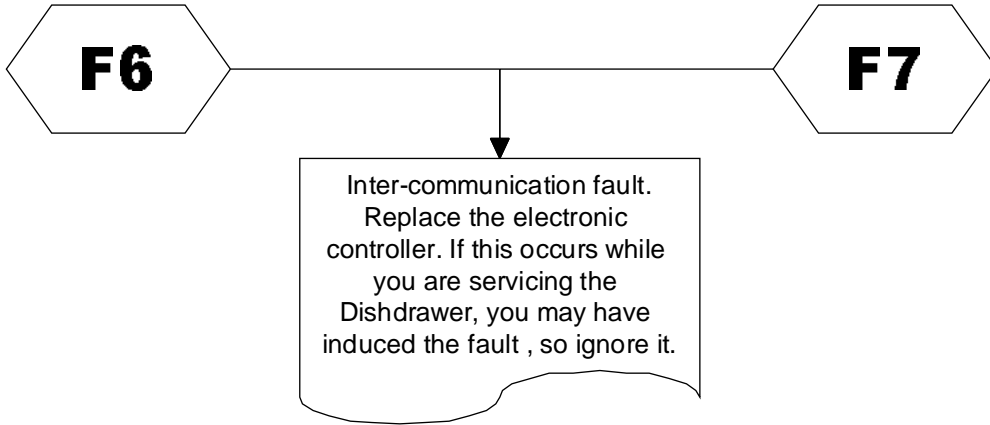 F6
F7
Inter-communication fault.
Replace the electronic
controller. If this occurs while
you are servicing the
Dishdrawer, you may have
induced the fault , so ignore it.